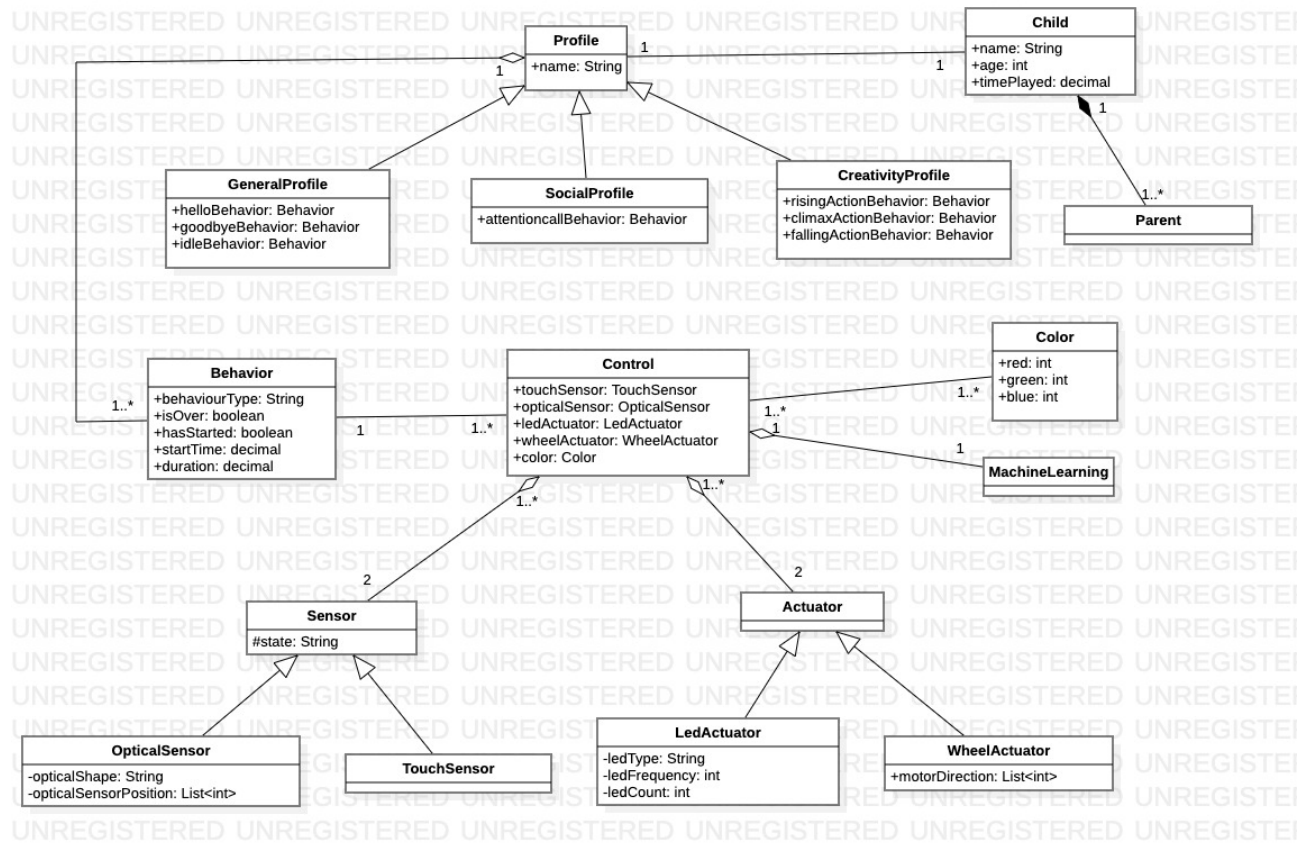 Profile
+name: String
Child
+name: String
+age: int
+timePlayed: decimal
1
1
1
1
1..*
Parent
GeneralProfile
+helloBehavior: Behavior
+goodbyeBehavior: Behavior
+idleBehavior: Behavior
SocialProfile
+attentioncallBehavior: Behavior
CreativityProfile
+risingActionBehavior: Behavior
+climaxActionBehavior: Behavior
+fallingActionBehavior: Behavior
Behavior
+behaviourType: String
+isOver: boolean
+hasStarted: boolean
+startTime: decimal
+duration: decimal
1..*
1
1..*
Control
+touchSensor: TouchSensor
+opticalSensor: OpticalSensor
+ledActuator: LedActuator
+wheelActuator: WheelActuator
+color: Color
1..*
1..*
Color
+red: int
+green: int
+blue: int
1
1
MachineLearning
1..*
1..*
2
2
Sensor
#state: String
Actuator
OpticalSensor
-opticalShape: String
-opticalSensorPosition: List<int>
TouchSensor
LedActuator
-ledType: String
-ledFrequency: int
-ledCount: int
WheelActuator
+motorDirection: List<int>
UNREGISTERED